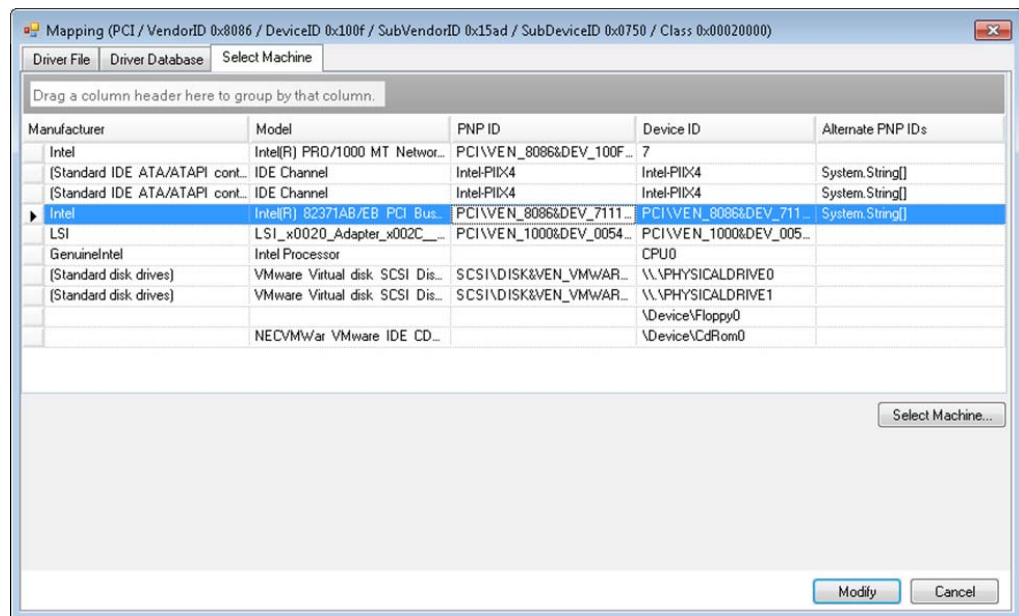 Mapping (PCI / VendorID 0x8086 / DeviceID 0x100f / SubVendorID 0x15ad / SubDeviceID 0x0750 / Class 0x00020000)
Driver File Driver Database Select Machine
Drag a column header here to group by that column.
Manufacturer Model PNP ID Device ID Alternate PNP IDs
Intel Intel(R) PRO/1000 MT Networ... PCI\VEN_8086&DEV_100F... 7
(Standard IDE ATA/ATAPI cont... IDE Channel Intel-PIIX4 Intel-PIIX4 System.String[]
(Standard IDE ATA/ATAPI cont... IDE Channel Intel-PIIX4 Intel-PIIX4 System.String[]
Intel Intel(R) 82371AB/EB PCI Bus... PCI\VEN_8086&DEV_7111... PCI\VEN_8086&DEV_711... System.String[]
LSI LSI_x0020_Adapter_x002C__... PCI\VEN_1000&DEV_0054... PCI\VEN_1000&DEV_005...
GenuineIntel Intel Processor CPU0
(Standard disk drives) VMware Virtual disk SCSI Dis... SCSI\DISK&VEN_VMWAR... \\.\PHYSICALDRIVE0
(Standard disk drives) VMware Virtual disk SCSI Dis... SCSI\DISK&VEN_VMWAR... \\.\PHYSICALDRIVE1
\Device\Floppy0
NECVMWar VMware IDE CD... \Device\CdRom0
Select Machine...
Modify Cancel